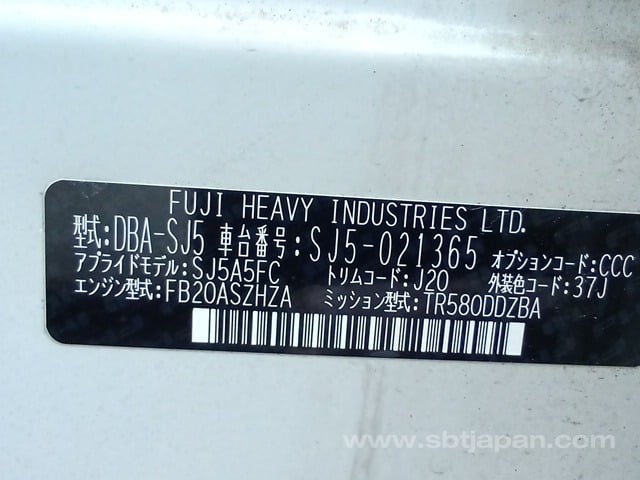 FUJI HEAVY INDUSTRIES LTD.
型式:DBA-SJ5 車台番号:SJ5-021365 オプションコード:CCC
アプライドモデル:SJ5A5FC トリムコード:J20 外装色コード:37J
エンジン型式:FB20ASZHZA ミッション型式:TR580DDZBA
www.sbtjapan.com